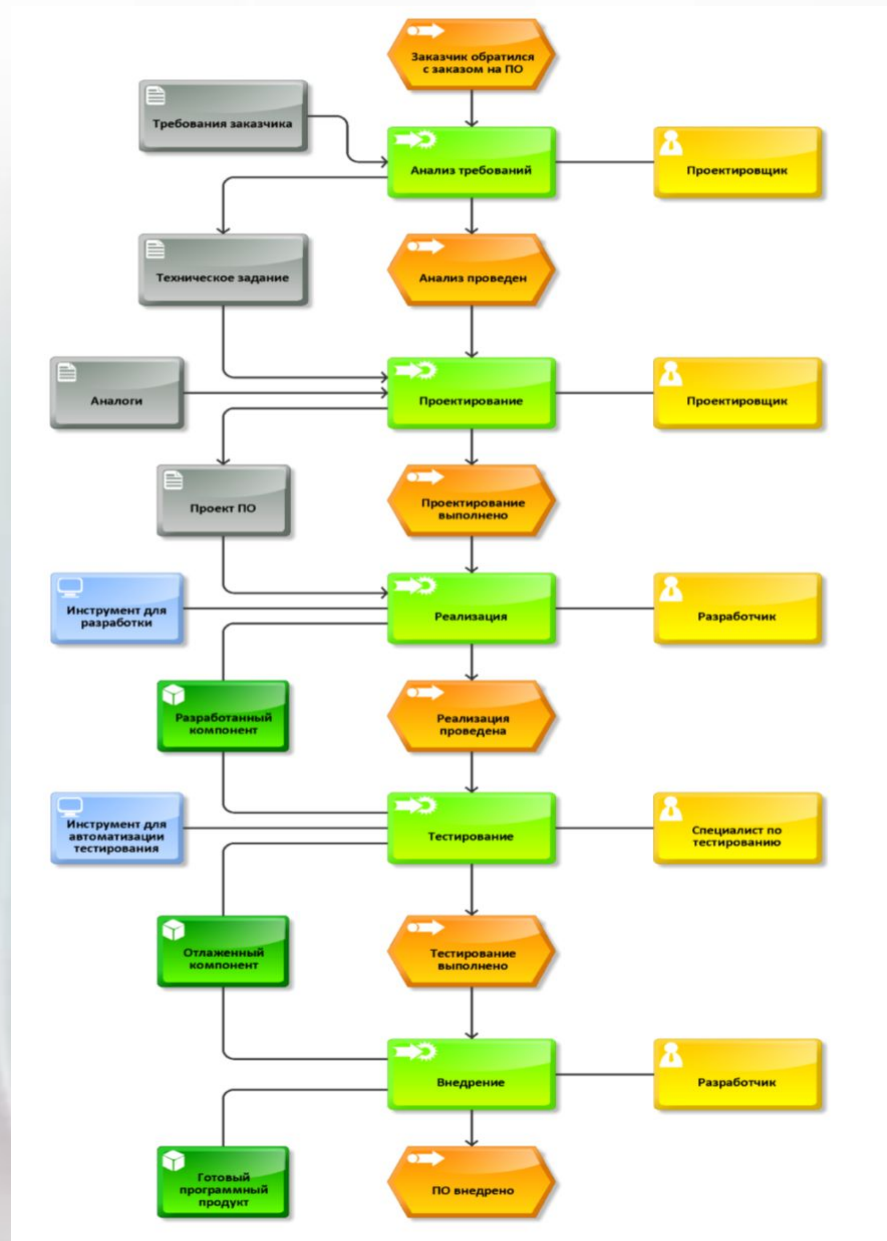 Заказчик обратился
с заказом на ПО
Требования заказчика
Анализ требований
Проектировщик
Техническое задание
Анализ проведен
Аналоги
Проектирование
Проектировщик
Проект ПО
Проектирование
выполнено
Инструмент для
разработки
Реализация
Разработчик
Разработанный
компонент
Реализация
проведена
Инструмент для
автоматизации
тестирования
Тестирование
Специалист по
тестированию
Отлаженный
компонент
Тестирование
выполнено
Внедрение
Разработчик
Готовый
программный
продукт
ПО внедрено